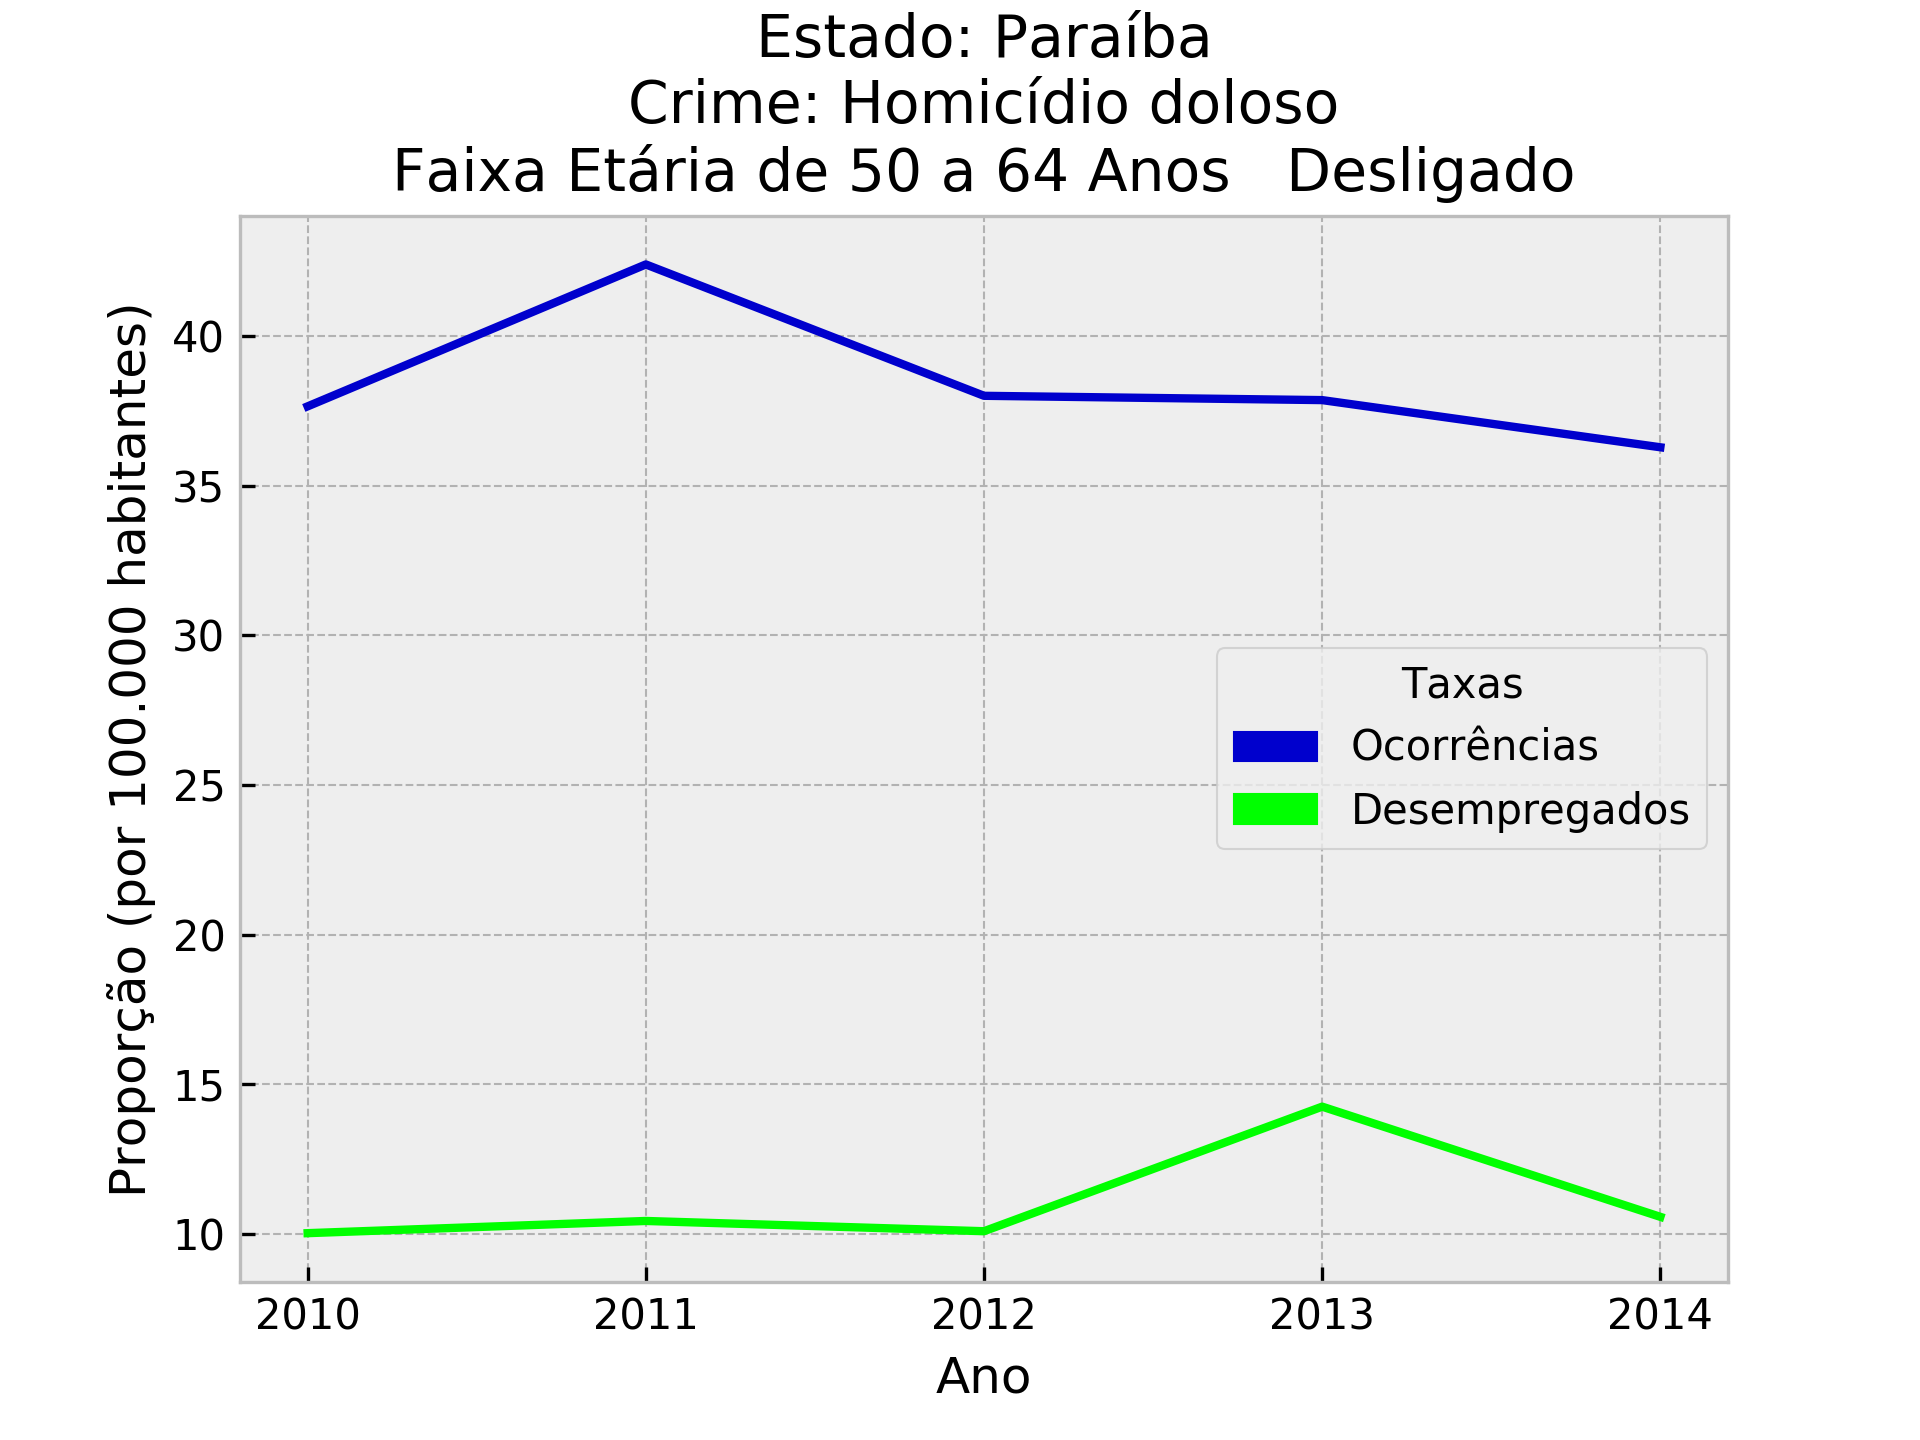 Estado: Paraíba
Crime: Homicídio doloso
Faixa Etária de 50 a 64 Anos   Desligado
Proporção (por 100.000 habitantes)
40
35
30
25
20
15
10
Taxas
Ocorrências
Desempregados
2010 2011 2012 2013 2014
Ano